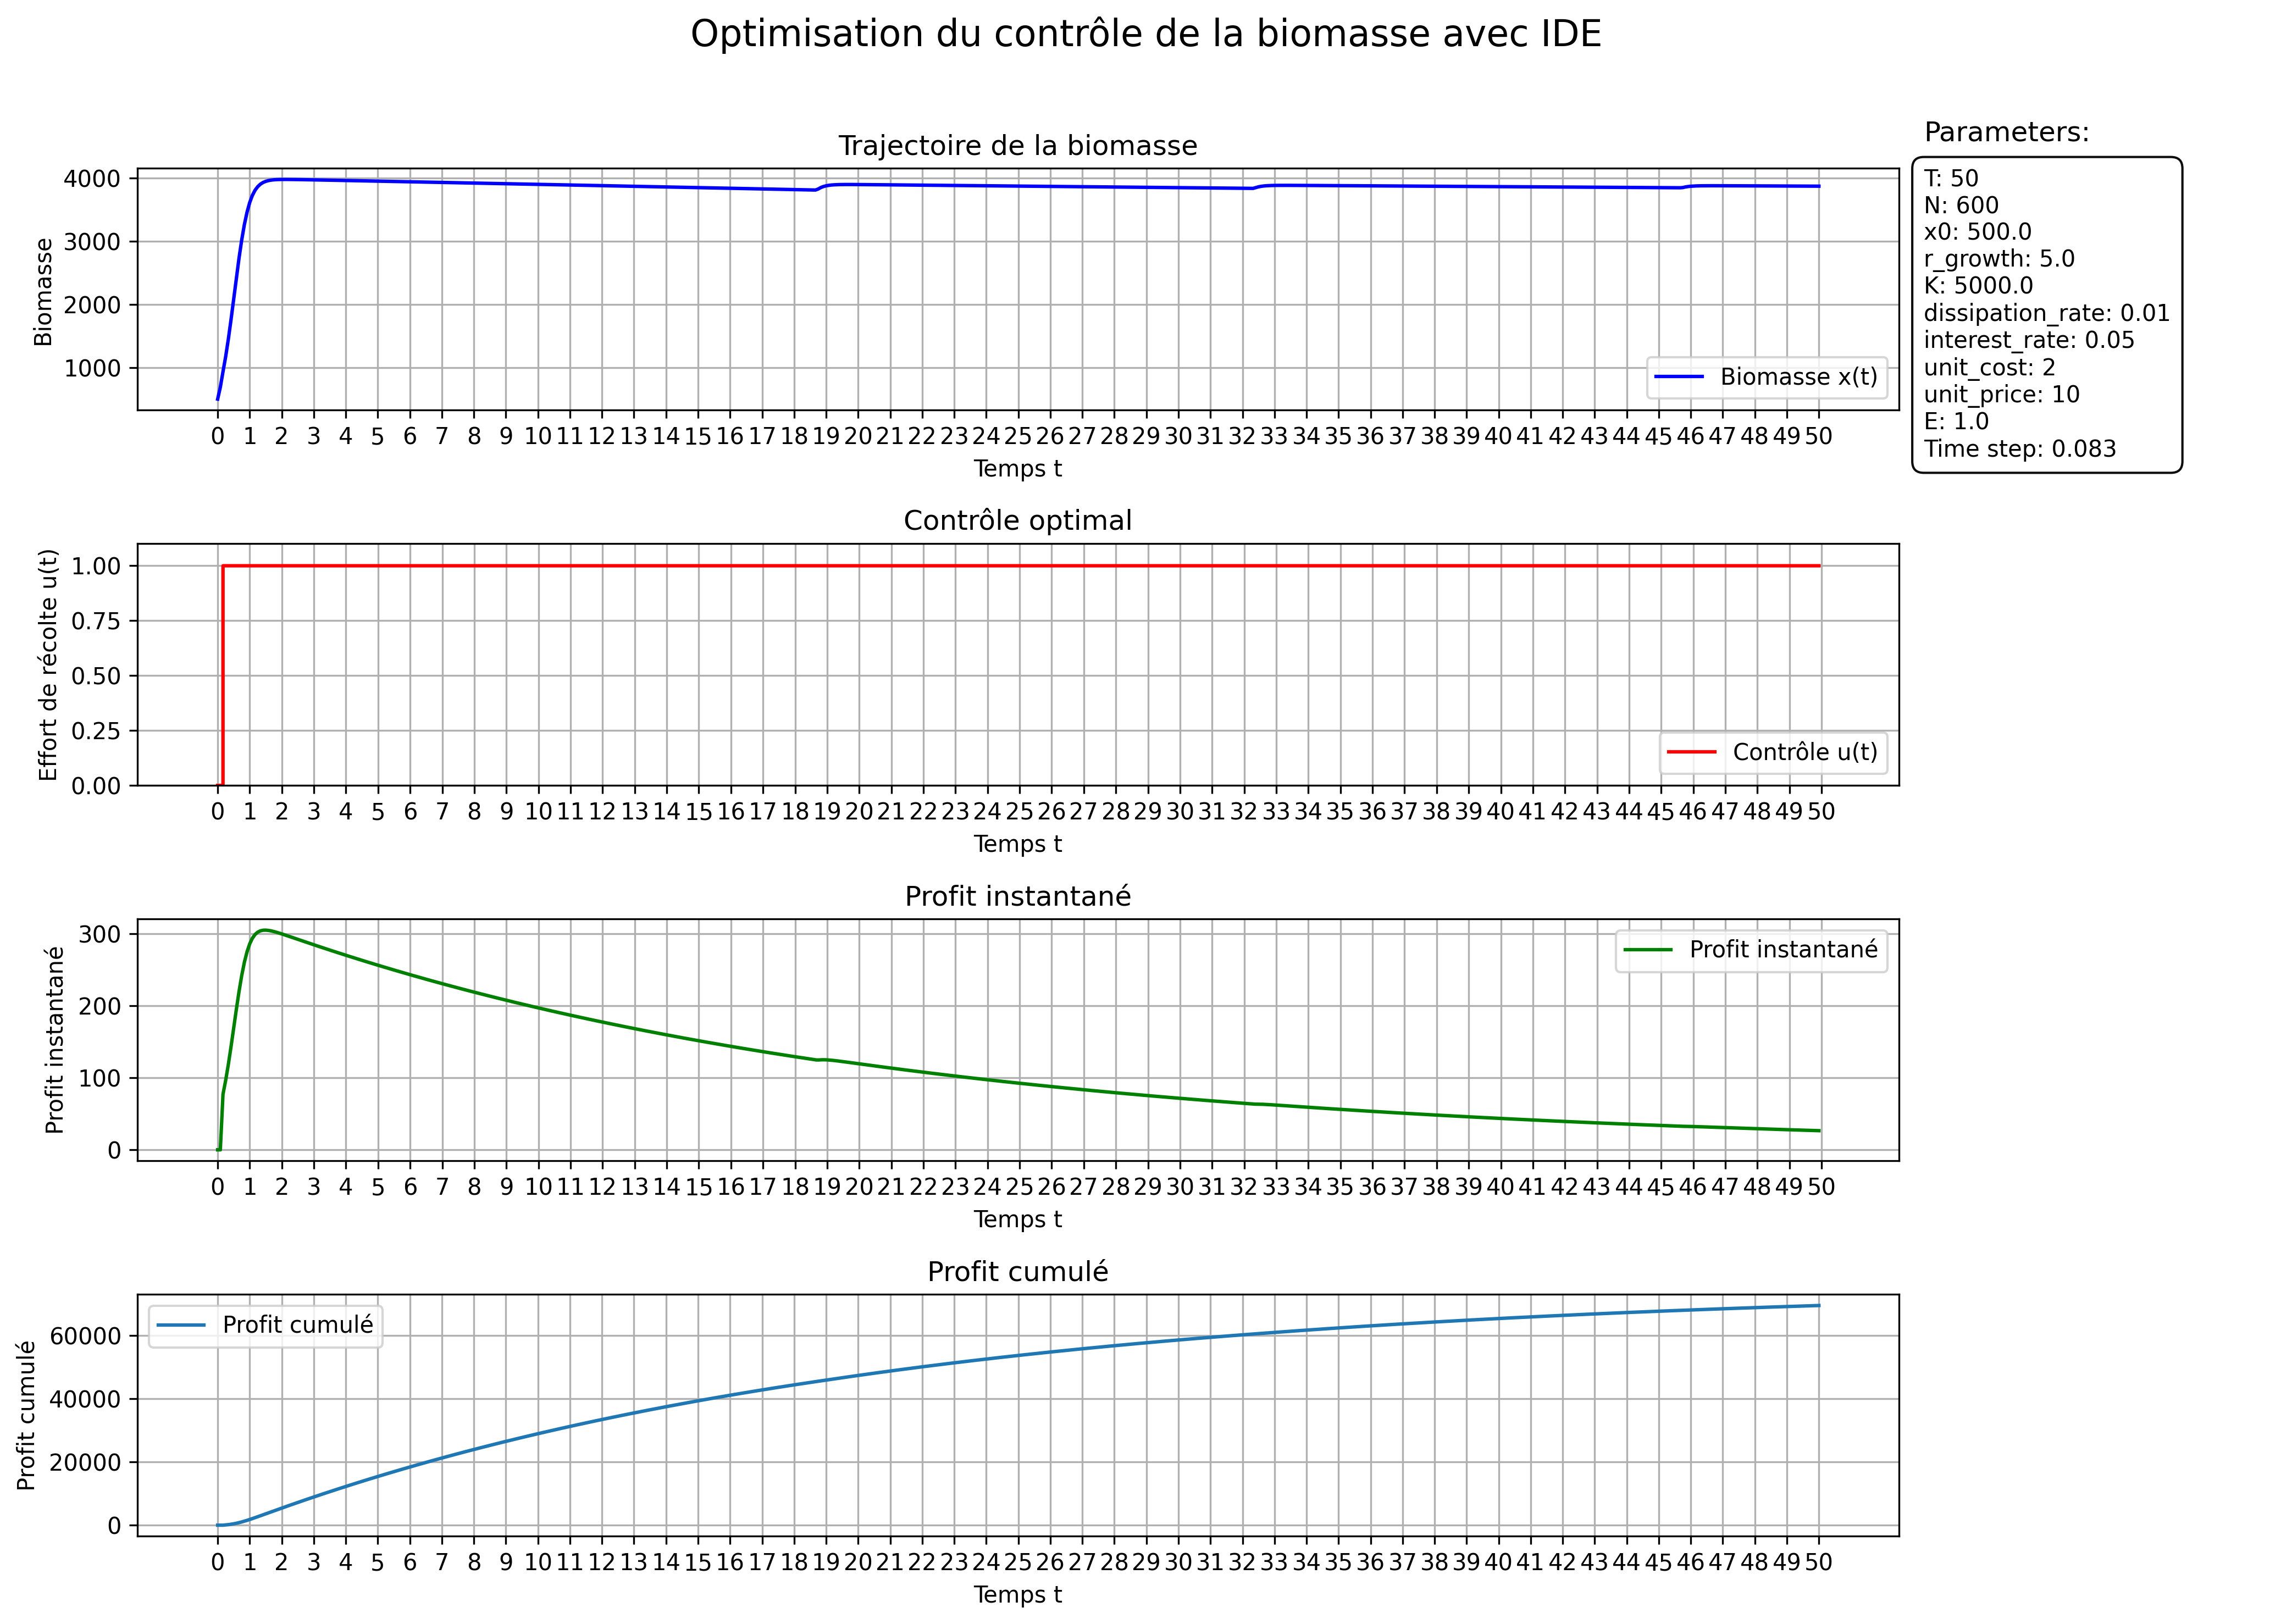 Optimisation du contrôle de la biomasse avec IDE
Trajectoire de la biomasse
Biomasse
4000
3000
2000
1000
Biomasse x(t)
0 1 2 3 4 5 6 7 8 9 10 11 12 13 14 15 16 17 18 19 20 21 22 23 24 25 26 27 28 29 30 31 32 33 34 35 36 37 38 39 40 41 42 43 44 45 46 47 48 49 50
Temps t
Parameters:
T: 50
N: 600
x0: 500.0
r_growth: 5.0
K: 5000.0
dissipation_rate: 0.01
interest_rate: 0.05
unit_cost: 2
unit_price: 10
E: 1.0
Time step: 0.083
Contrôle optimal
Effort de récolte u(t)
1.00
0.75
0.50
0.25
0.00
Contrôle u(t)
0 1 2 3 4 5 6 7 8 9 10 11 12 13 14 15 16 17 18 19 20 21 22 23 24 25 26 27 28 29 30 31 32 33 34 35 36 37 38 39 40 41 42 43 44 45 46 47 48 49 50
Temps t
Profit instantané
Profit instantané
300
200
100
0
Profit instantané
0 1 2 3 4 5 6 7 8 9 10 11 12 13 14 15 16 17 18 19 20 21 22 23 24 25 26 27 28 29 30 31 32 33 34 35 36 37 38 39 40 41 42 43 44 45 46 47 48 49 50
Temps t
Profit cumulé
Profit cumulé
60000
40000
20000
0
Profit cumulé
0 1 2 3 4 5 6 7 8 9 10 11 12 13 14 15 16 17 18 19 20 21 22 23 24 25 26 27 28 29 30 31 32 33 34 35 36 37 38 39 40 41 42 43 44 45 46 47 48 49 50
Temps t